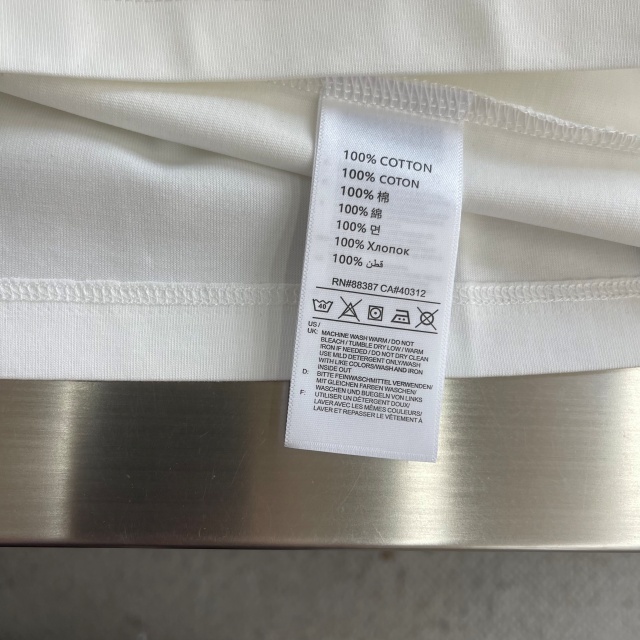 100% COTTON
100% COTON
100% 棉
100% 綿
100% 면
100% Хлопок
100% قطن
RN#88387 CA#40312
40
US /
UK: MACHINE WASH WARM / DO NOT
BLEACH / TUMBLE DRY LOW / WARM
IRON IF NEEDED / DO NOT DRY CLEAN
USE MILD DETERGENT ONLY/WASH
WITH LIKE COLORS/WASH AND IRON
INSIDE OUT
D: BITTE FEINWASCHMITTEL VERWENDEN/
MIT GLEICHEN FARBEN WASCHEN/
WASCHEN UND BUEGELN VON LINKS
F: UTILISER UN DÉTERGENT DOUX/
LAVER AVEC LES MÊMES COULEURS/
LAVER ET REPASSER LE VÊTEMENT À